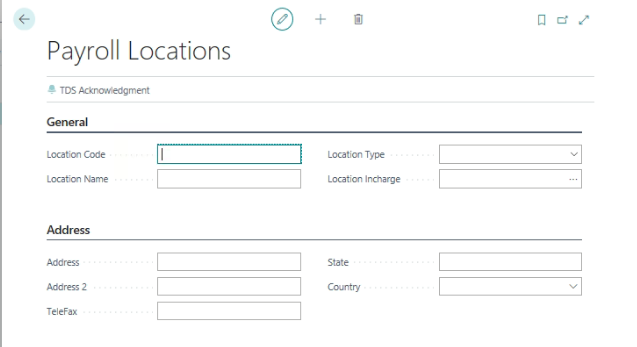 Payroll Locations
TDS Acknowiedgment
General
Location Code
Location Type
Location Name
Location Incharge
Address
Address
State
Address 2
Country
TeleFax